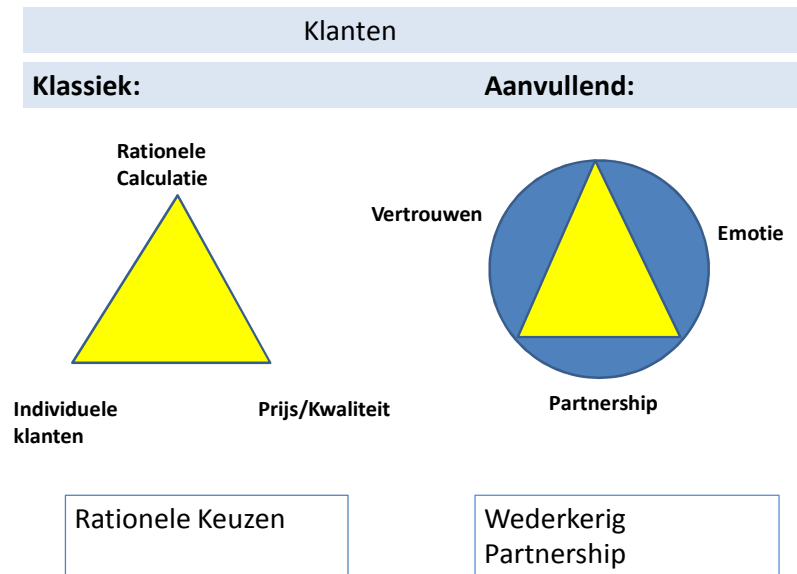 Klanten
Klassiek:
Aanvullend:
Rationele
Calculatie
Vertrouwen
Emotie
Individuele
klanten
Prijs/Kwaliteit
Partnership
Rationele Keuzen
Wederkerig
Partnership